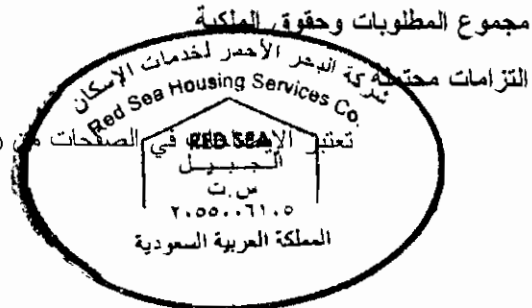 مجموع المطلوبات وحقوق الملكية
التزامات محتملة
شركة البحر الأحمر لخدمات الإسكان
Red Sea Housing Services Co.
تعتبر في الصفحات من
RED SEA
الجبيل
س.ت
٢٠٥٥٠٠٦١٠٥
المملكة العربية السعودية